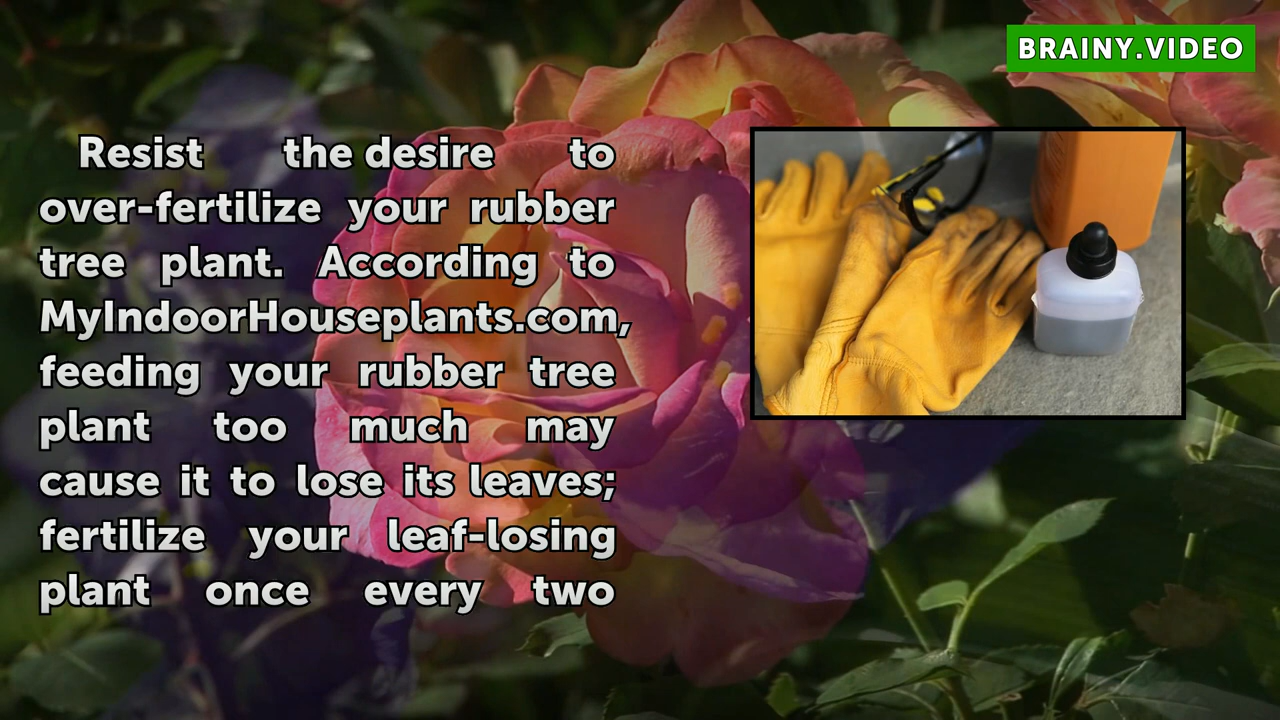 BRAINY.VIDEO
Resist the desire to
over-fertilize your rubber
tree plant. According to
MyIndoorHouseplants.com,
feeding your rubber tree
plant too much may
cause it to lose its leaves;
fertilize your leaf-losing
plant once every two